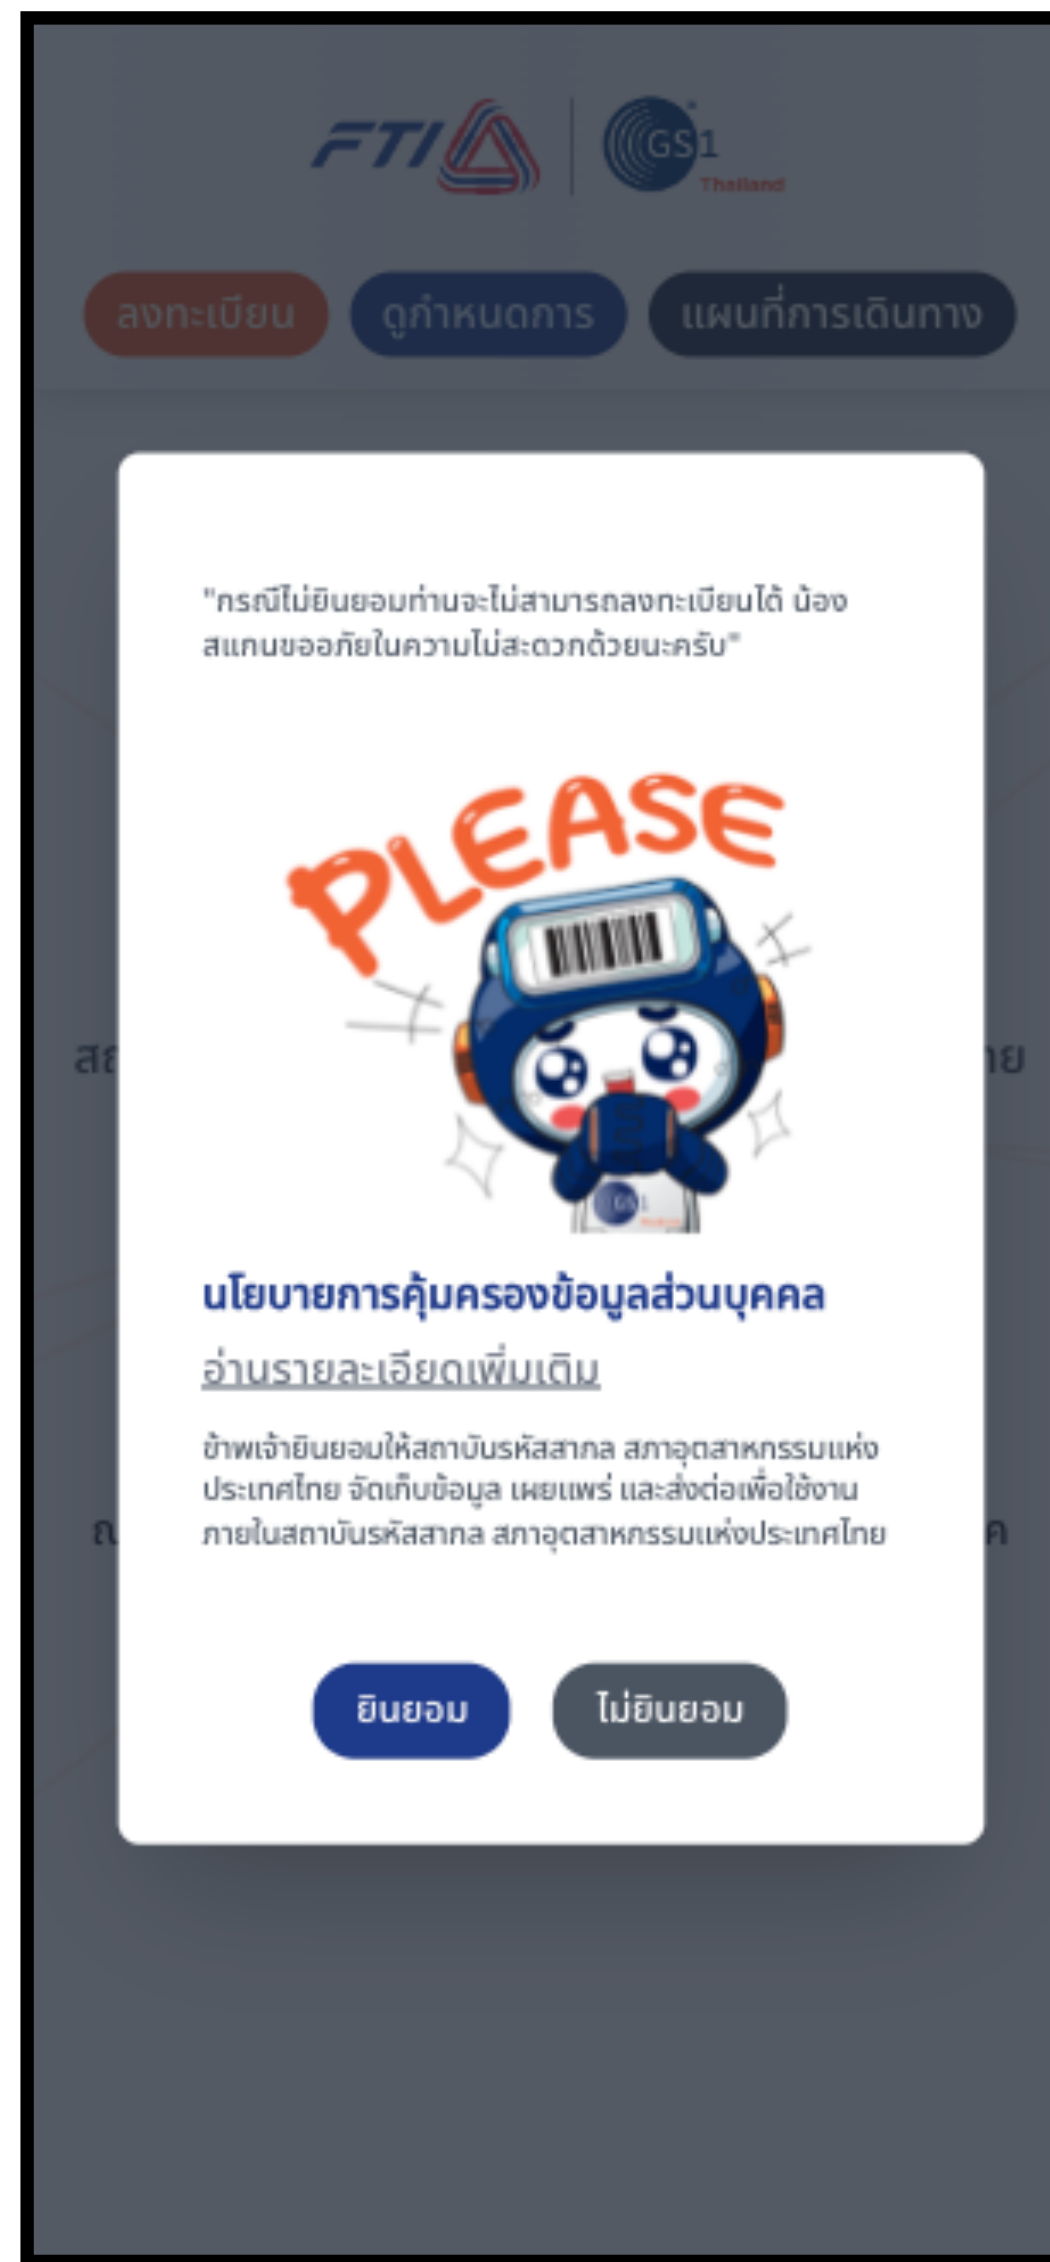 FTI
GS1
Thailand
ลงทะเบียน ดูกำหนดการ แผนที่การเดินทาง
"กรณีไม่ยินยอมท่านจะไม่สามารถลงทะเบียนได้ น้อง
สแกนขออภัยในความไม่สะดวกด้วยนะครับ"
PLEASE
GS1
นโยบายการคุ้มครองข้อมูลส่วนบุคคล
อ่านรายละเอียดเพิ่มเติม
ข้าพเจ้ายินยอมให้สถาบันรหัสสากล สภาอุตสาหกรรมแห่ง
ประเทศไทย จัดเก็บข้อมูล เผยแพร่ และส่งต่อเพื่อใช้งาน
ภายในสถาบันรหัสสากล สภาอุตสาหกรรมแห่งประเทศไทย
ยินยอม ไม่ยินยอม